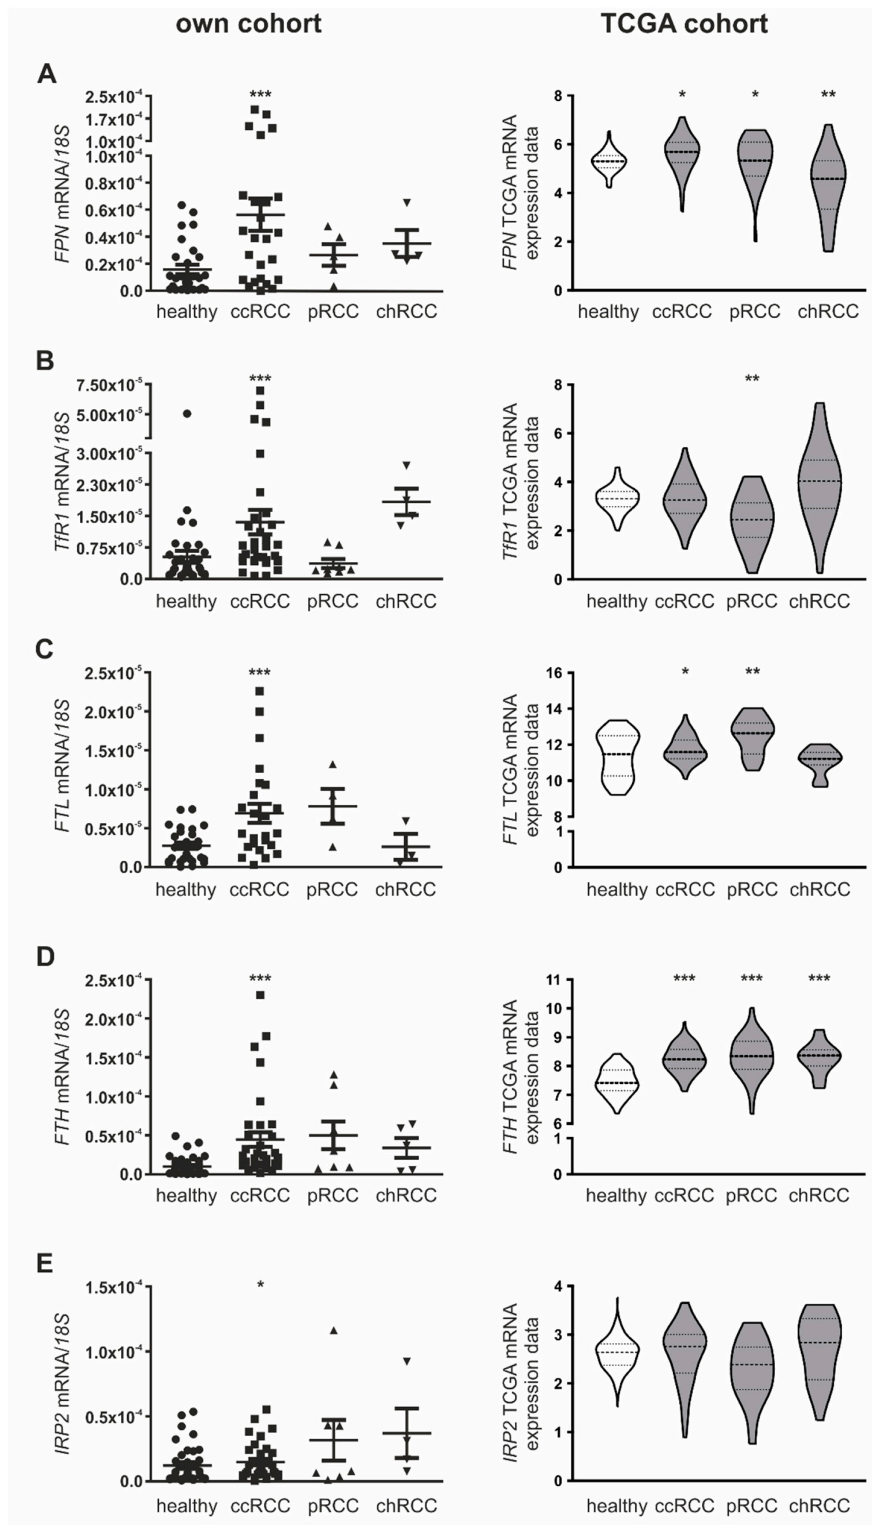 own cohort
TCGA cohort
A
FPN mRNA/18S
2.5x10⁻⁴
1.7x10⁻⁴
1.0x10⁻⁴
1.0x10⁻⁴
0.8x10⁻⁴
0.6x10⁻⁴
0.4x10⁻⁴
0.2x10⁻⁴
0.0
***
healthy ccRCC pRCC chRCC
FPN TCGA mRNA
expression data
8
6
4
2
0
* * **
healthy ccRCC pRCC chRCC
B
TfR1 mRNA/18S
7.50x10⁻⁵
5.00x10⁻⁵
3.00x10⁻⁵
2.30x10⁻⁵
1.50x10⁻⁵
0.75x10⁻⁵
0.0
***
healthy ccRCC pRCC chRCC
TfR1 TCGA mRNA
expression data
8
6
4
2
0
**
healthy ccRCC pRCC chRCC
C
FTL mRNA/18S
2.5x10⁻⁵
2.0x10⁻⁵
1.5x10⁻⁵
1.0x10⁻⁵
0.5x10⁻⁵
0.0
***
healthy ccRCC pRCC chRCC
FTL TCGA mRNA
expression data
16
14
12
10
8
1
0
* **
healthy ccRCC pRCC chRCC
D
FTH mRNA/18S
2.5x10⁻⁴
2.0x10⁻⁴
1.5x10⁻⁴
1.0x10⁻⁴
0.5x10⁻⁴
0.0
***
healthy ccRCC pRCC chRCC
FTH TCGA mRNA
expression data
11
10
9
8
7
6
1
0
*** *** ***
healthy ccRCC pRCC chRCC
E
IRP2 mRNA/18S
1.5x10⁻⁴
1.0x10⁻⁴
0.5x10⁻⁴
0.0
*
healthy ccRCC pRCC chRCC
IRP2 TCGA mRNA
expression data
4
3
2
1
0
healthy ccRCC pRCC chRCC